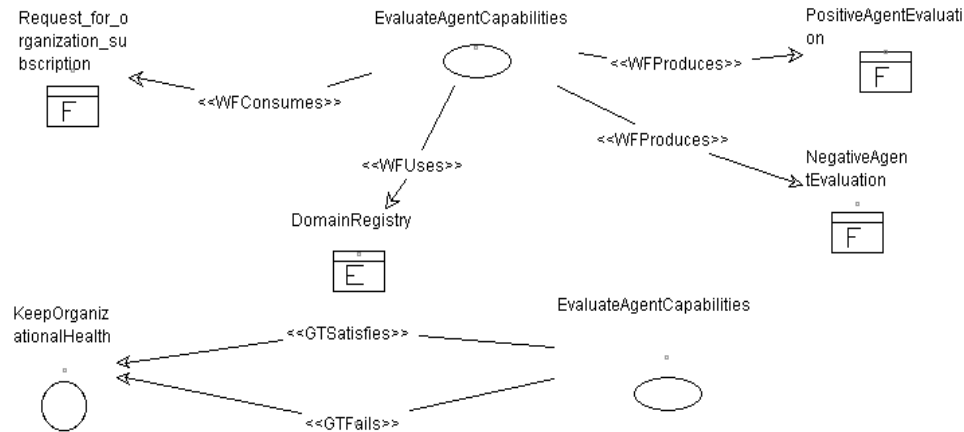 Request_for_o
rganization_su
bscription
F
EvaluateAgentCapabilities
PositiveAgentEvaluati
on
F
<<WFProduces>>
<<WFConsumes>>
<<WFProduces>>
<<WFUses>>
NegativeAgen
tEvaluation
F
DomainRegistry
E
KeepOrganiz
ationalHealth
<<GTSatisfies>>
EvaluateAgentCapabilities
<<GTFails>>